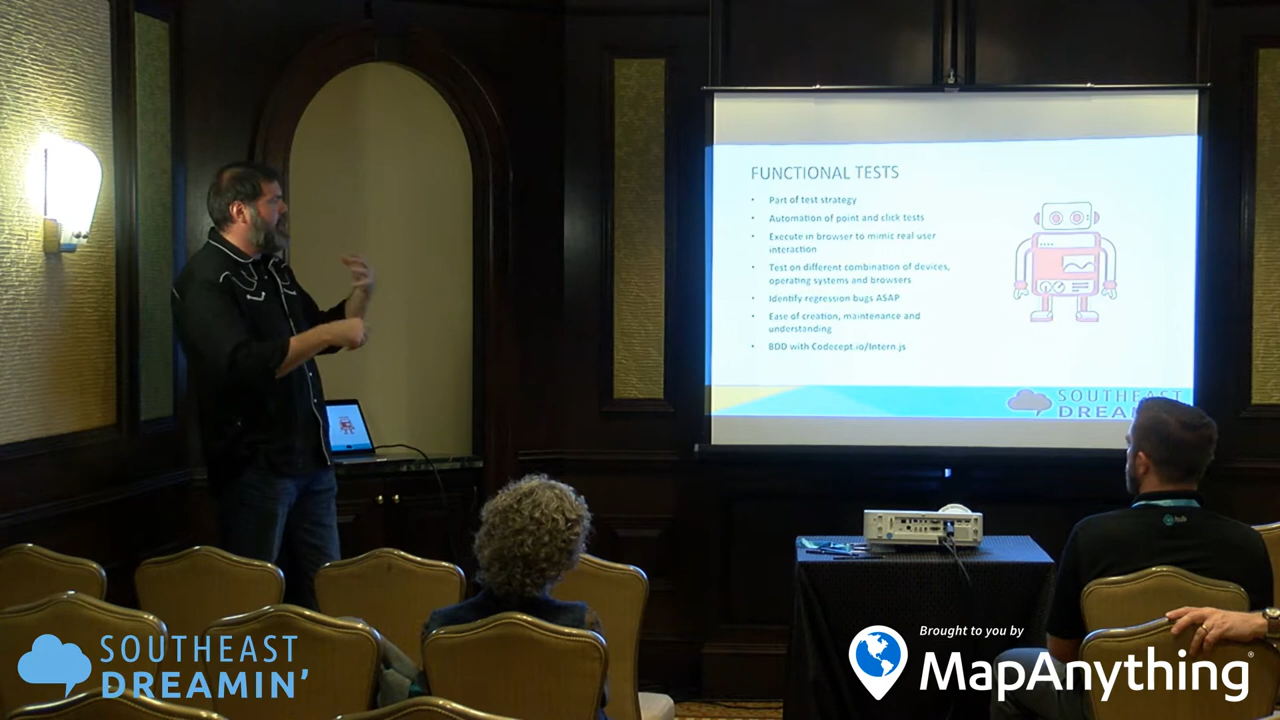 FUNCTIONAL TESTS
• Part of test strategy
• Automation of point and click tests
• Execute in browser to mimic real user
interaction
• Test on different combination of devices,
operating systems and browsers
• Identify regression bugs ASAP
• Ease of creation, maintenance and
understanding
• BDD with Codecept.io/Intern.js
SOUTHEAST
SOUTHEAST
DREAMIN'
Brought to you by
MapAnything®